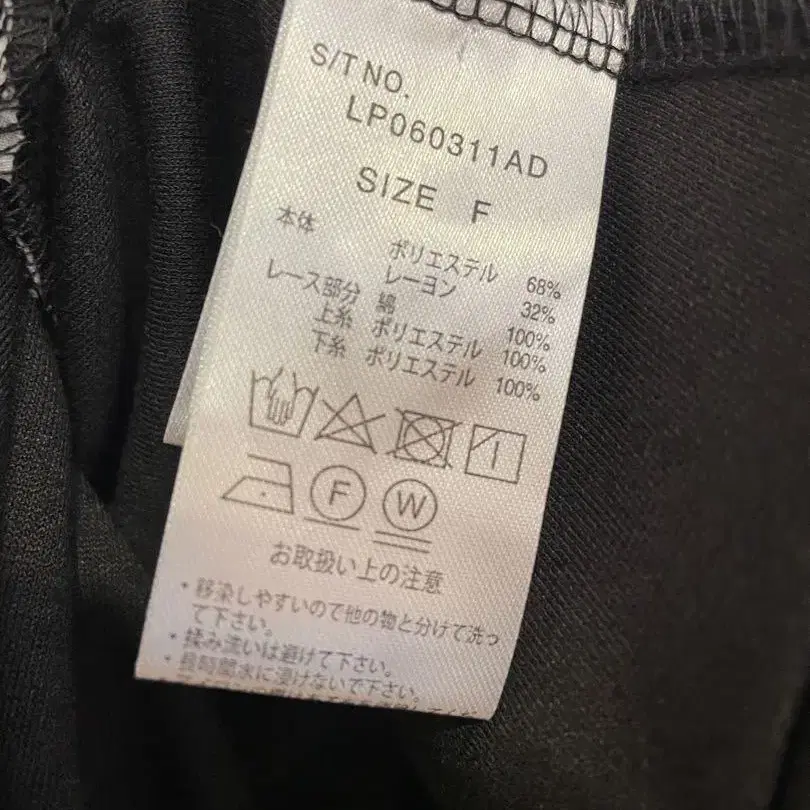 S/T NO.
LP060311AD
SIZE F
本体 ポリエステル 68%
レーヨン 32%
レース部分 綿 100%
上糸 ポリエステル 100%
下糸 ポリエステル 100%
F W
お取扱い上の注意
・移染しやすいので他の物と分けて洗っ
て下さい。
・揉み洗いは避けて下さい。
・長時間水に浸けないで下さい。